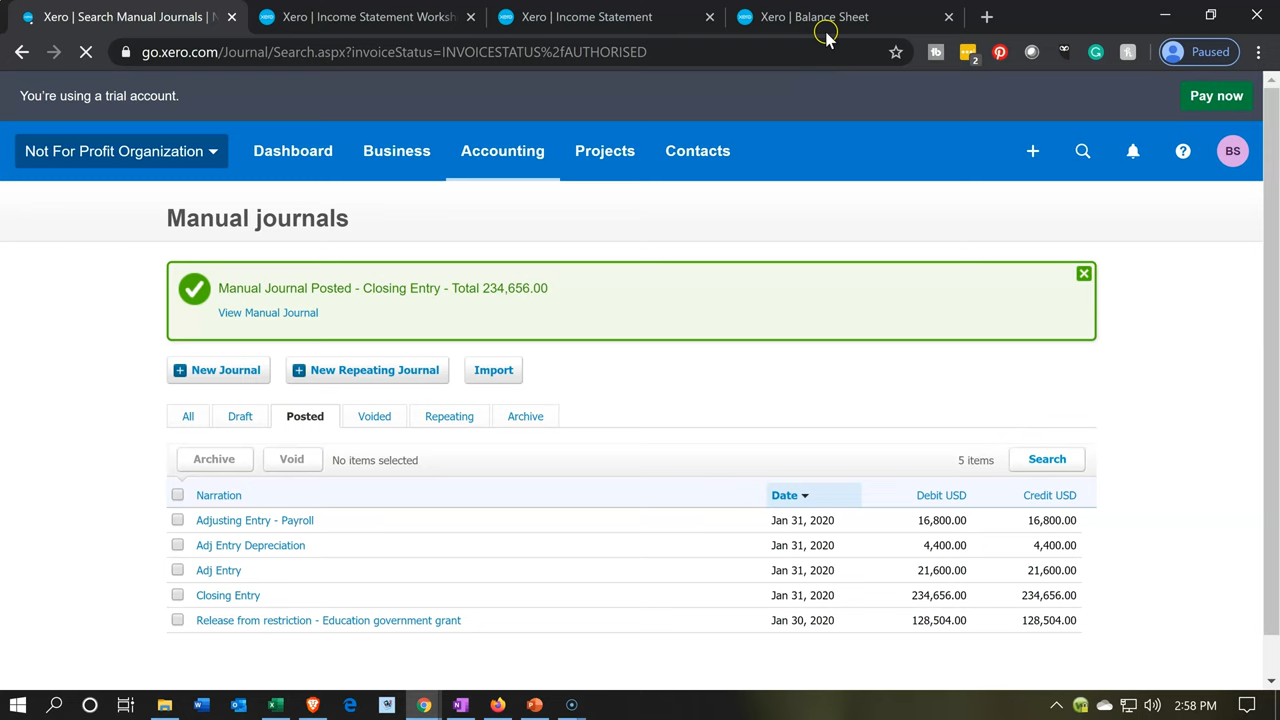 Xero | Search Manual Journals | N
Xero | Income Statement Worksh
Xero | Income Statement
Xero | Balance Sheet
go.xero.com/Journal/Search.aspx?invoiceStatus=INVOICESTATUS%2fAUTHORISED
2
Paused
You're using a trial account.
Pay now
Not For Profit Organization
Dashboard
Business
Accounting
Projects
Contacts
BS
Manual journals
Manual Journal Posted - Closing Entry - Total 234,656.00
View Manual Journal
New Journal
New Repeating Journal
Import
All
Draft
Posted
Voided
Repeating
Archive
Archive
Void
No items selected
5 items
Search
Narration Date Debit USD Credit USD
Adjusting Entry - Payroll Jan 31, 2020 16,800.00 16,800.00
Adj Entry Depreciation Jan 31, 2020 4,400.00 4,400.00
Adj Entry Jan 31, 2020 21,600.00 21,600.00
Closing Entry Jan 31, 2020 234,656.00 234,656.00
Release from restriction - Education government grant Jan 30, 2020 128,504.00 128,504.00
2:58 PM